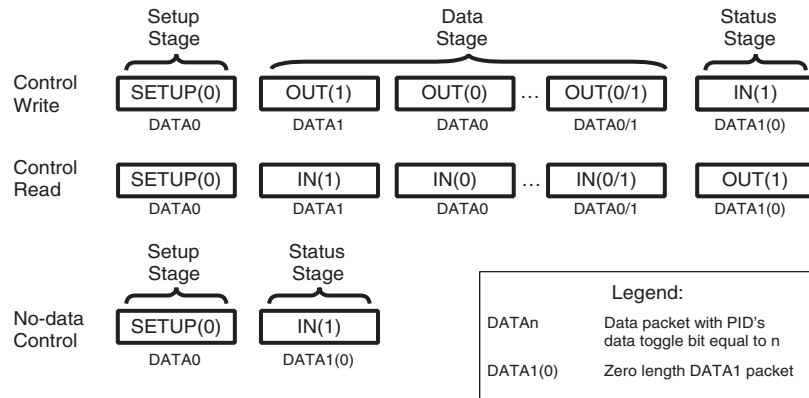 Setup Stage
Data Stage
Status Stage
Control Write
SETUP(0) OUT(1) OUT(0) ... OUT(0/1) IN(1)
DATA0 DATA1 DATA0 DATA0/1 DATA1(0)
Control Read
SETUP(0) IN(1) IN(0) ... IN(0/1) OUT(1)
DATA0 DATA1 DATA0 DATA0/1 DATA1(0)
Setup Stage
Status Stage
No-data Control
SETUP(0) IN(1)
DATA0 DATA1(0)
Legend:
DATAn Data packet with PID's
data toggle bit equal to n
DATA1(0) Zero length DATA1 packet